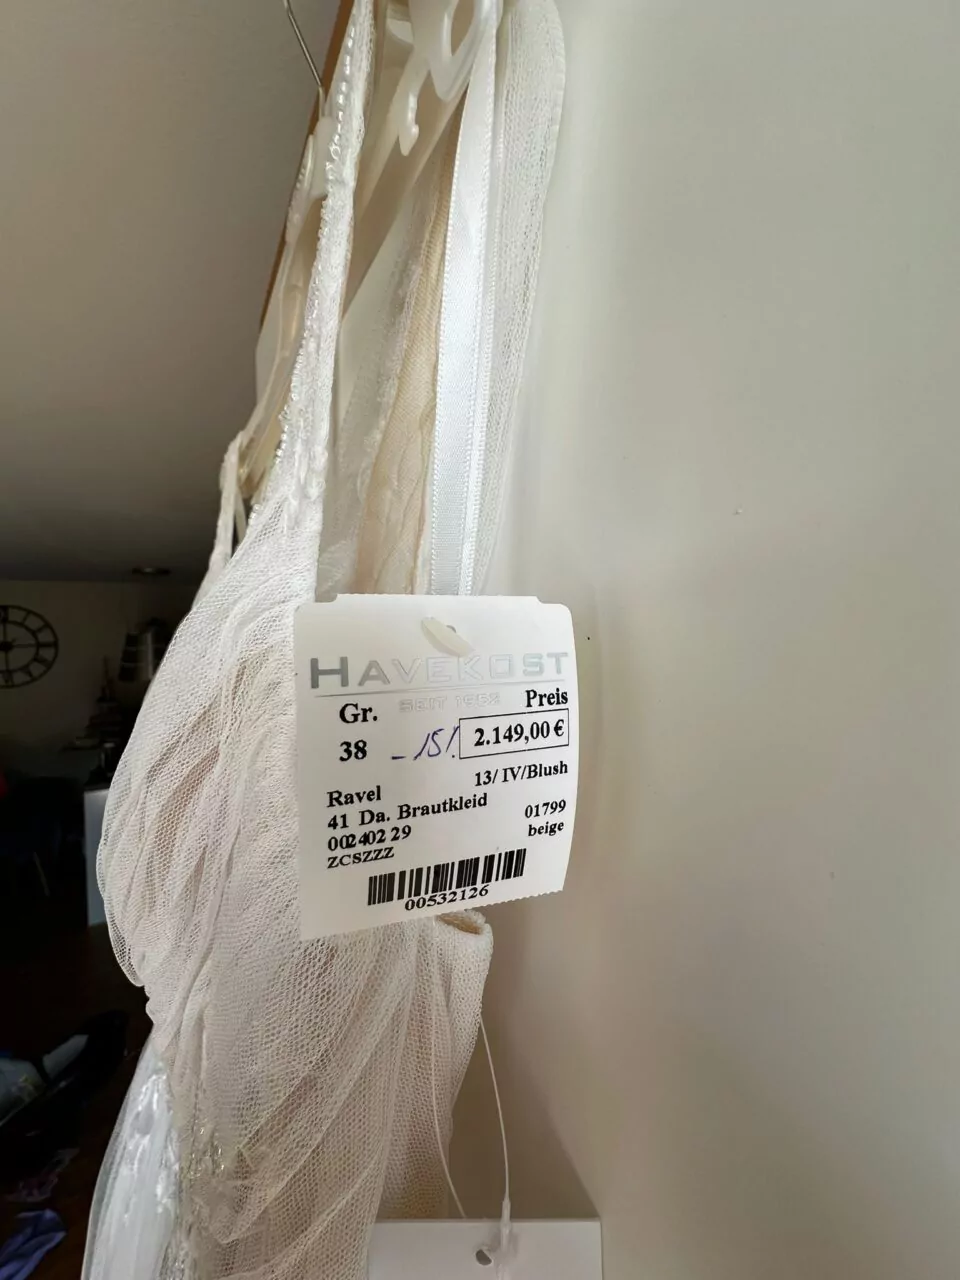 HAVEKOST
SEIT 1952
Gr. Preis
38 -15% 2.149,00 €
13/ IV/Blush
Ravel
41 Da. Brautkleid 01799
002402 29 beige
ZCSZZZ
00532126